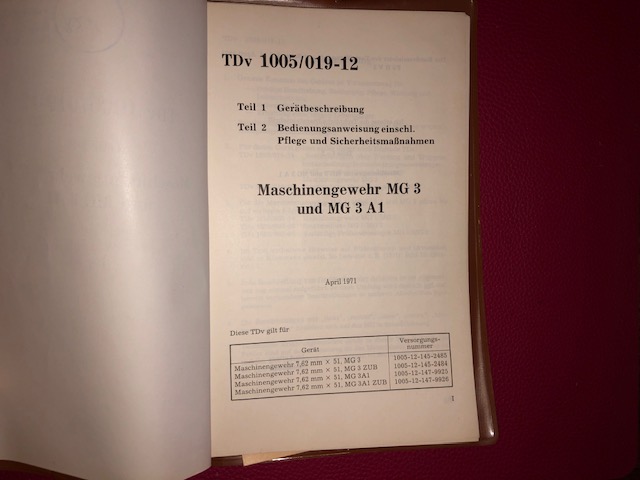 TDv 1005/019-12
Teil 1 Gerätbeschreibung
Teil 2 Bedienungsanweisung einschl.
Pflege und Sicherheitsmaßnahmen
Maschinengewehr MG 3
und MG 3 A1
April 1971
Diese TDv gilt für
Gerät Versorgungs-
nummer
Maschinengewehr 7,62 mm × 51, MG 3 1005-12-145-2485
Maschinengewehr 7,62 mm × 51, MG 3 ZUB 1005-12-145-2484
Maschinengewehr 7,62 mm × 51, MG 3A1 1005-12-147-9925
Maschinengewehr 7,62 mm × 51, MG 3A1 ZUB 1005-12-147-9926
1